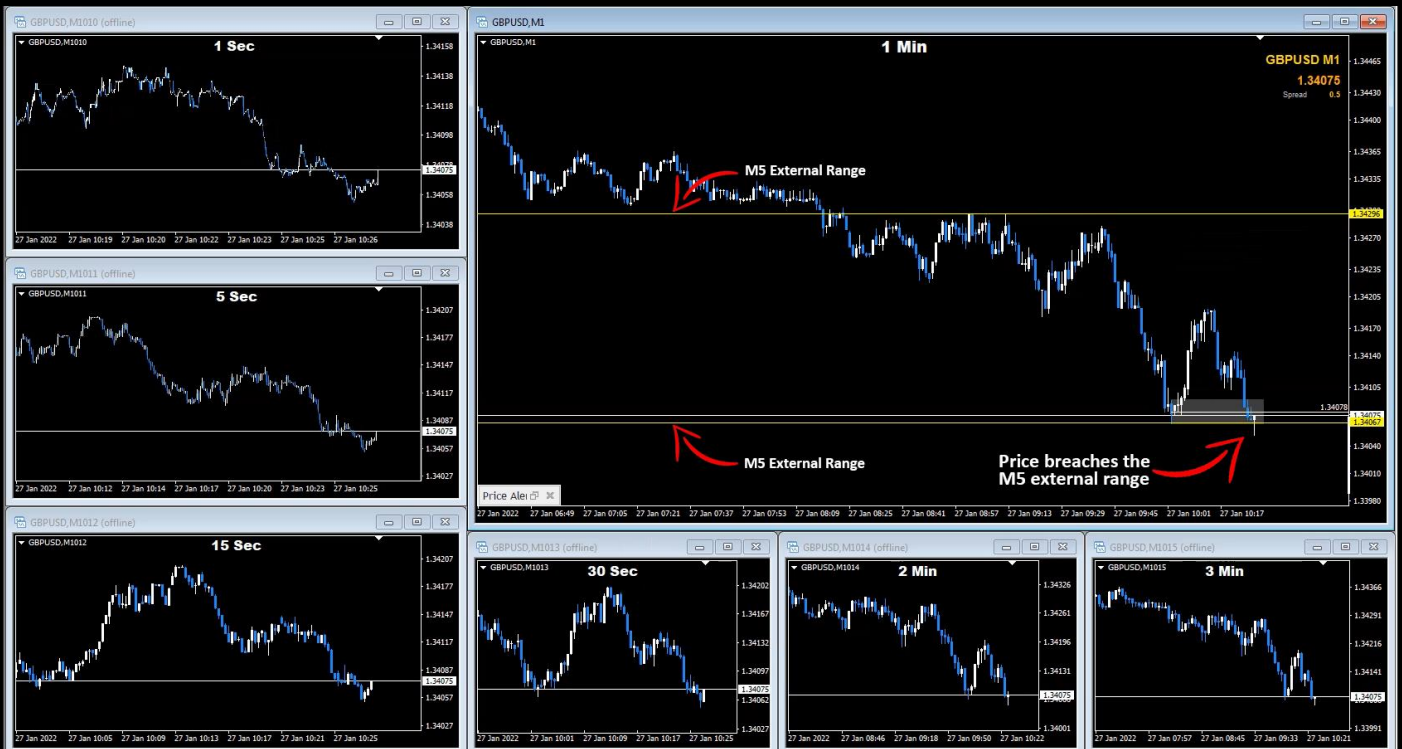 GBPUSD,M1010 (offline)
GBPUSD,M1010
1 Sec
1.34158
1.34138
1.34118
1.34098
1.34078
1.34075
1.34058
1.34038
27 Jan 2022 27 Jan 10:19 27 Jan 10:20 27 Jan 10:22 27 Jan 10:23 27 Jan 10:25 27 Jan 10:26
GBPUSD,M1011 (offline)
GBPUSD,M1011
5 Sec
1.34207
1.34177
1.34147
1.34117
1.34087
1.34075
1.34057
1.34027
27 Jan 2022 27 Jan 10:12 27 Jan 10:14 27 Jan 10:17 27 Jan 10:20 27 Jan 10:23 27 Jan 10:25
GBPUSD,M1012 (offline)
GBPUSD,M1012
15 Sec
1.34207
1.34177
1.34147
1.34117
1.34087
1.34075
1.34057
1.34027
27 Jan 2022 27 Jan 10:05 27 Jan 10:09 27 Jan 10:13 27 Jan 10:17 27 Jan 10:21 27 Jan 10:25
GBPUSD,M1
GBPUSD,M1
1 Min
GBPUSD M1
1.34075
Spread 0.5
M5 External Range
M5 External Range
Price breaches the
M5 external range
1.34465
1.34430
1.34400
1.34365
1.34335
1.34296
1.34270
1.34235
1.34205
1.34170
1.34140
1.34105
1.34078
1.34075
1.34067
1.34040
1.34010
1.33980
Price Aler
27 Jan 2022 27 Jan 06:49 27 Jan 07:05 27 Jan 07:21 27 Jan 07:37 27 Jan 07:53 27 Jan 08:09 27 Jan 08:25 27 Jan 08:41 27 Jan 08:57 27 Jan 09:13 27 Jan 09:29 27 Jan 09:45 27 Jan 10:01 27 Jan 10:17
GBPUSD,M1013 (offline)
GBPUSD,M1013
30 Sec
1.34202
1.34167
1.34132
1.34097
1.34075
1.34062
1.34027
27 Jan 2022 27 Jan 10:01 27 Jan 10:09 27 Jan 10:17 27 Jan 10:25
GBPUSD,M1014 (offline)
GBPUSD,M1014
2 Min
1.34326
1.34261
1.34196
1.34131
1.34075
1.34001
27 Jan 2022 27 Jan 08:46 27 Jan 09:18 27 Jan 09:50 27 Jan 10:22
GBPUSD,M1015 (offline)
GBPUSD,M1015
3 Min
1.34366
1.34291
1.34216
1.34141
1.34075
1.33991
27 Jan 2022 27 Jan 07:57 27 Jan 08:45 27 Jan 09:33 27 Jan 10:21